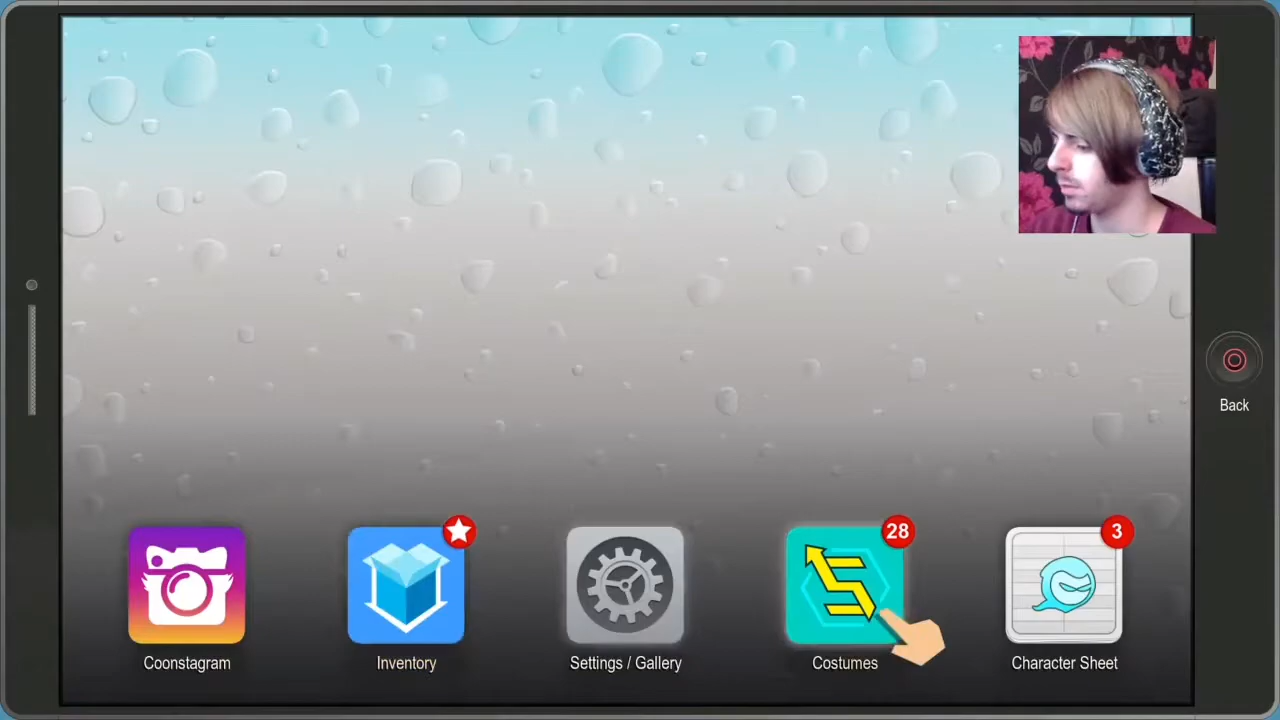 Back
28
3
Coonstagram
Inventory
Settings / Gallery
Costumes
Character Sheet